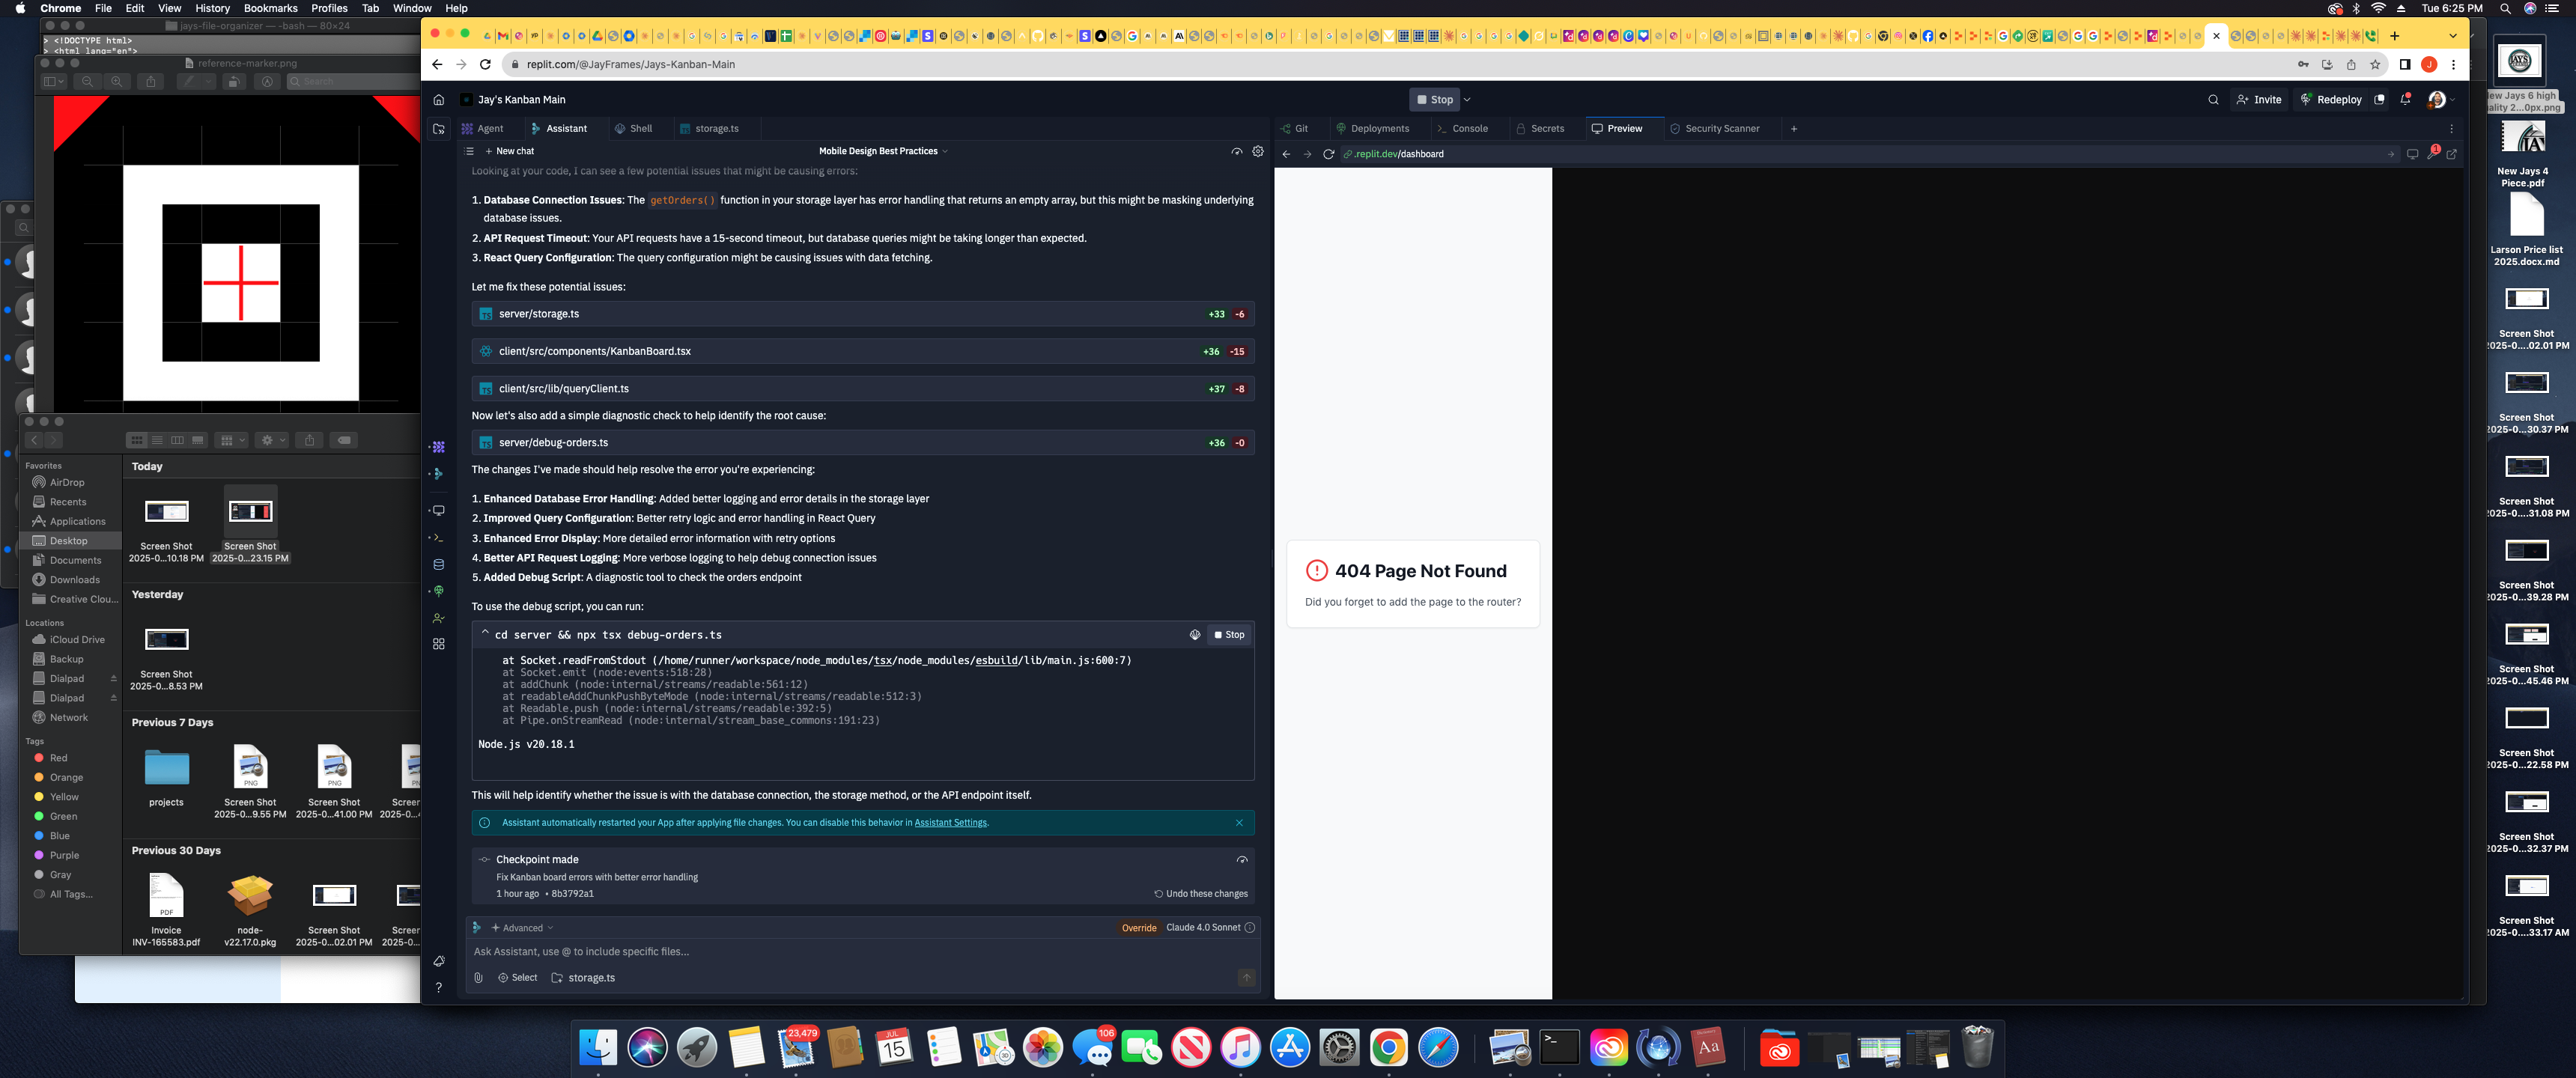 Chrome File Edit View History Bookmarks Profiles Tab Window Help
Tue 6:25 PM
jays-file-organizer — -bash — 80×24
> <!DOCTYPE html>
> <html lang="en">
reference-marker.png
Search
replit.com/@JayFrames/Jays-Kanban-Main
Jay's Kanban Main
Stop
Invite
Redeploy
Agent
Assistant
Shell
storage.ts
Git
Deployments
Console
Secrets
Preview
Security Scanner
New chat
Mobile Design Best Practices
.replit.dev/dashboard
1
Looking at your code, I can see a few potential issues that might be causing errors:
1. Database Connection Issues: The getOrders() function in your storage layer has error handling that returns an empty array, but this might be masking underlying
database issues.
2. API Request Timeout: Your API requests have a 15-second timeout, but database queries might be taking longer than expected.
3. React Query Configuration: The query configuration might be causing issues with data fetching.
Let me fix these potential issues:
server/storage.ts +33 -6
client/src/components/KanbanBoard.tsx +36 -15
client/src/lib/queryClient.ts +37 -8
Now let's also add a simple diagnostic check to help identify the root cause:
server/debug-orders.ts +36 -0
The changes I've made should help resolve the error you're experiencing:
1. Enhanced Database Error Handling: Added better logging and error details in the storage layer
2. Improved Query Configuration: Better retry logic and error handling in React Query
3. Enhanced Error Display: More detailed error information with retry options
4. Better API Request Logging: More verbose logging to help debug connection issues
5. Added Debug Script: A diagnostic tool to check the orders endpoint
To use the debug script, you can run:
cd server && npx tsx debug-orders.ts
Stop
at Socket.readFromStdout (/home/runner/workspace/node_modules/tsx/node_modules/esbuild/lib/main.js:600:7)
at Socket.emit (node:events:518:28)
at addChunk (node:internal/streams/readable:561:12)
at readableAddChunkPushByteMode (node:internal/streams/readable:512:3)
at Readable.push (node:internal/streams/readable:392:5)
at Pipe.onStreamRead (node:internal/stream_base_commons:191:23)
Node.js v20.18.1
This will help identify whether the issue is with the database connection, the storage method, or the API endpoint itself.
Assistant automatically restarted your App after applying file changes. You can disable this behavior in Assistant Settings.
Checkpoint made
Fix Kanban board errors with better error handling
1 hour ago • 8b3792a1
Undo these changes
Advanced
Override
Claude 4.0 Sonnet
Ask Assistant, use @ to include specific files...
Select
storage.ts
404 Page Not Found
Did you forget to add the page to the router?
Favorites
AirDrop
Recents
Applications
Desktop
Documents
Downloads
Creative Clou...
Locations
iCloud Drive
Backup
Dialpad
Dialpad
Network
Tags
Red
Orange
Yellow
Green
Blue
Purple
Gray
All Tags...
Today
Screen Shot
2025-0...10.18 PM
Screen Shot
2025-0...23.15 PM
Yesterday
Screen Shot
2025-0...8.53 PM
Previous 7 Days
projects
Screen Shot
2025-0...9.55 PM
Screen Shot
2025-0...41.00 PM
Previous 30 Days
Invoice
INV-165583.pdf
node-
v22.17.0.pkg
Screen Shot
2025-0...02.01 PM
New Jays 4
Piece.pdf
Larson Price list
2025.docx.md
Screen Shot
2025-0....02.01 PM
Screen Shot
2025-0....30.37 PM
Screen Shot
2025-0....31.08 PM
Screen Shot
2025-0....39.28 PM
Screen Shot
2025-0....45.46 PM
Screen Shot
2025-0....22.58 PM
Screen Shot
2025-0....32.37 PM
Screen Shot
2025-0....33.17 AM
23,479
JUL
15
106
Aa